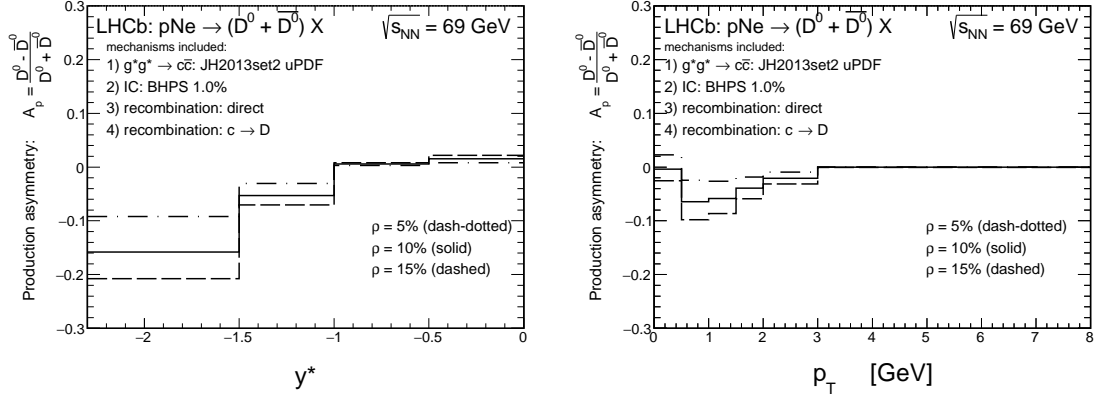 LHCb: pNe → (D⁰ + D̅⁰) X    √s_NN = 69 GeV
mechanisms included:
1) g*g* → cc̅: JH2013set2 uPDF
2) IC: BHPS 1.0%
3) recombination: direct
4) recombination: c → D
ρ = 5% (dash-dotted)
ρ = 10% (solid)
ρ = 15% (dashed)
Production asymmetry:    A_p = (D⁰ - D̅⁰)/(D⁰ + D̅⁰)
0.3
0.2
0.1
0
−0.1
−0.2
−0.3
−2 −1.5 −1 −0.5 0
y*
LHCb: pNe → (D⁰ + D̅⁰) X    √s_NN = 69 GeV
mechanisms included:
1) g*g* → cc̅: JH2013set2 uPDF
2) IC: BHPS 1.0%
3) recombination: direct
4) recombination: c → D
ρ = 5% (dash-dotted)
ρ = 10% (solid)
ρ = 15% (dashed)
Production asymmetry:    A_p = (D⁰ - D̅⁰)/(D⁰ + D̅⁰)
0.3
0.2
0.1
0
−0.1
−0.2
−0.3
0 1 2 3 4 5 6 7 8
p_T    [GeV]